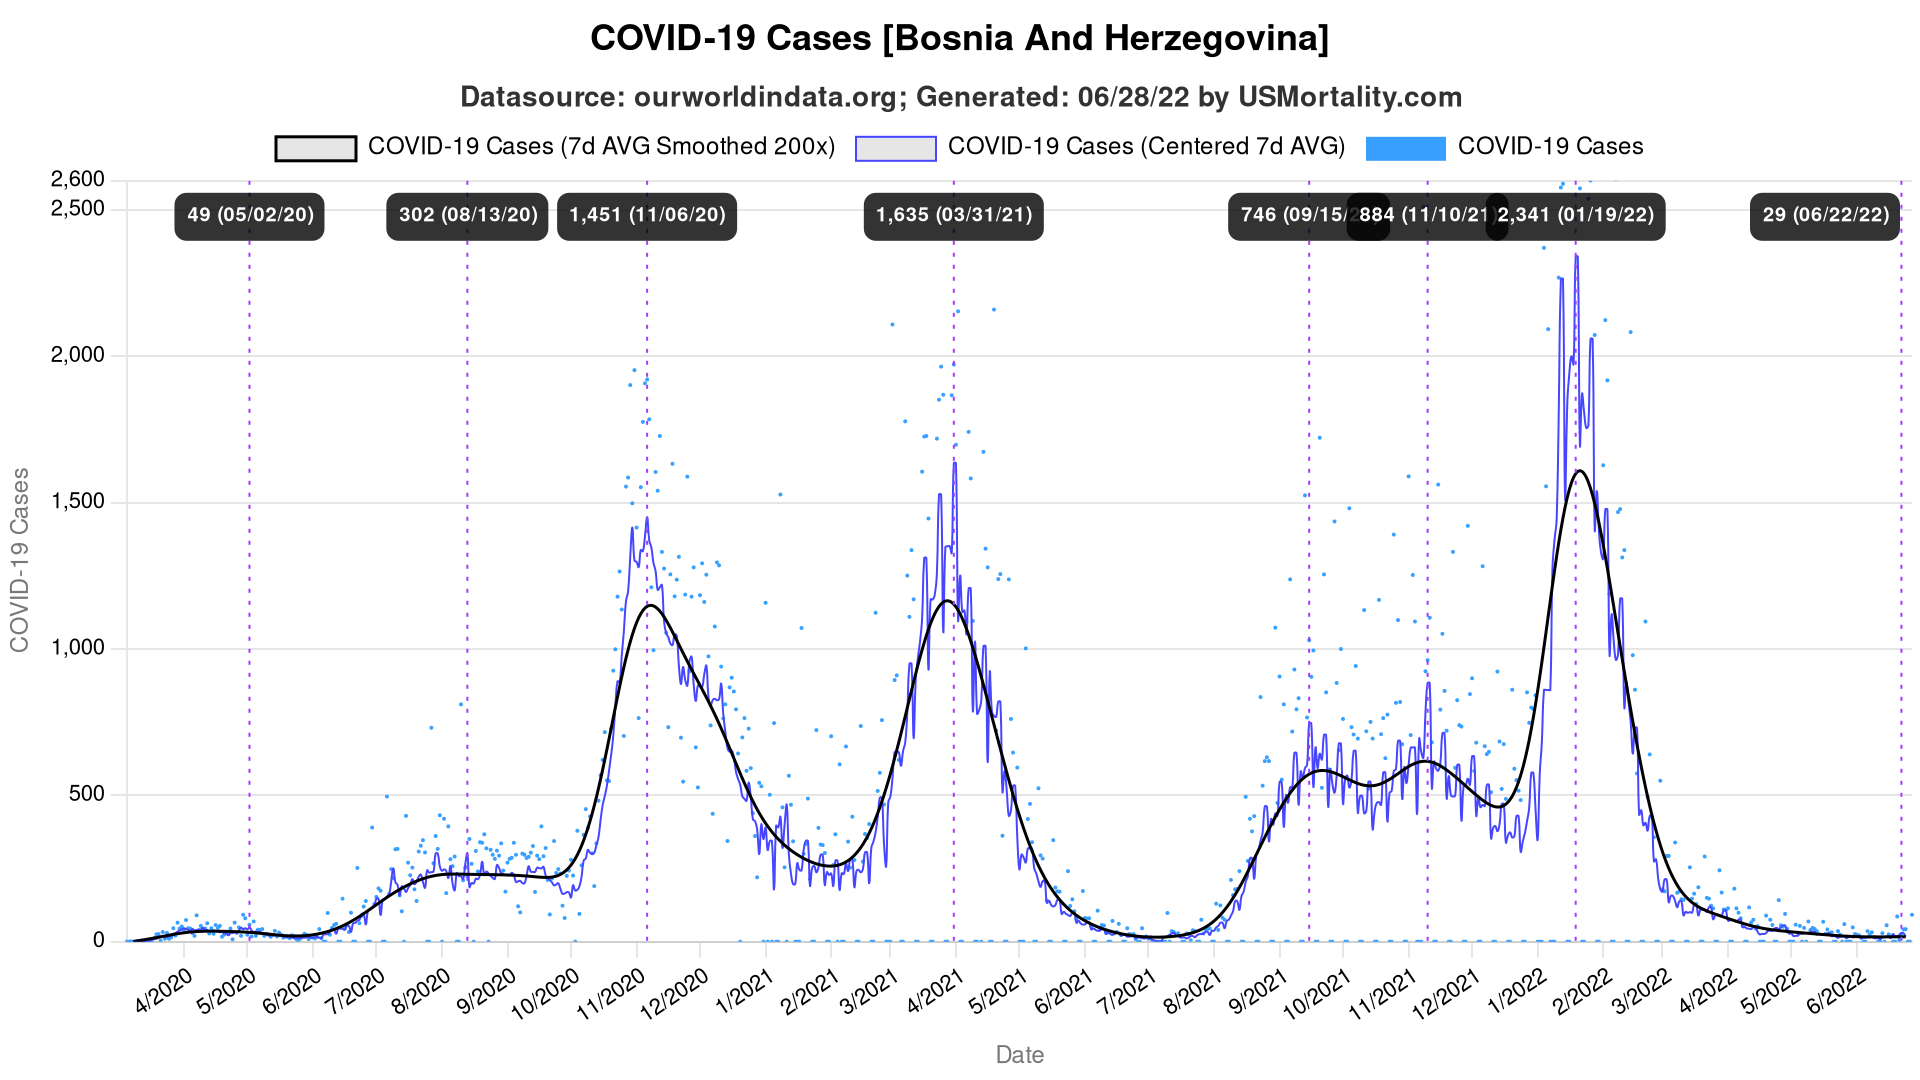 COVID-19 Cases [Bosnia And Herzegovina]
Datasource: ourworldindata.org; Generated: 06/28/22 by USMortality.com
COVID-19 Cases (7d AVG Smoothed 200x) COVID-19 Cases (Centered 7d AVG) COVID-19 Cases
2,600
2,500
49 (05/02/20) 302 (08/13/20) 1,451 (11/06/20) 1,635 (03/31/21) 746 (09/15/ 884 (11/10/21) 2,341 (01/19/22) 29 (06/22/22)
2,000
1,500
1,000
500
0
COVID-19 Cases
4/2020 5/2020 6/2020 7/2020 8/2020 9/2020 10/2020 11/2020 12/2020 1/2021 2/2021 3/2021 4/2021 5/2021 6/2021 7/2021 8/2021 9/2021 10/2021 11/2021 12/2021 1/2022 2/2022 3/2022 4/2022 5/2022 6/2022
Date